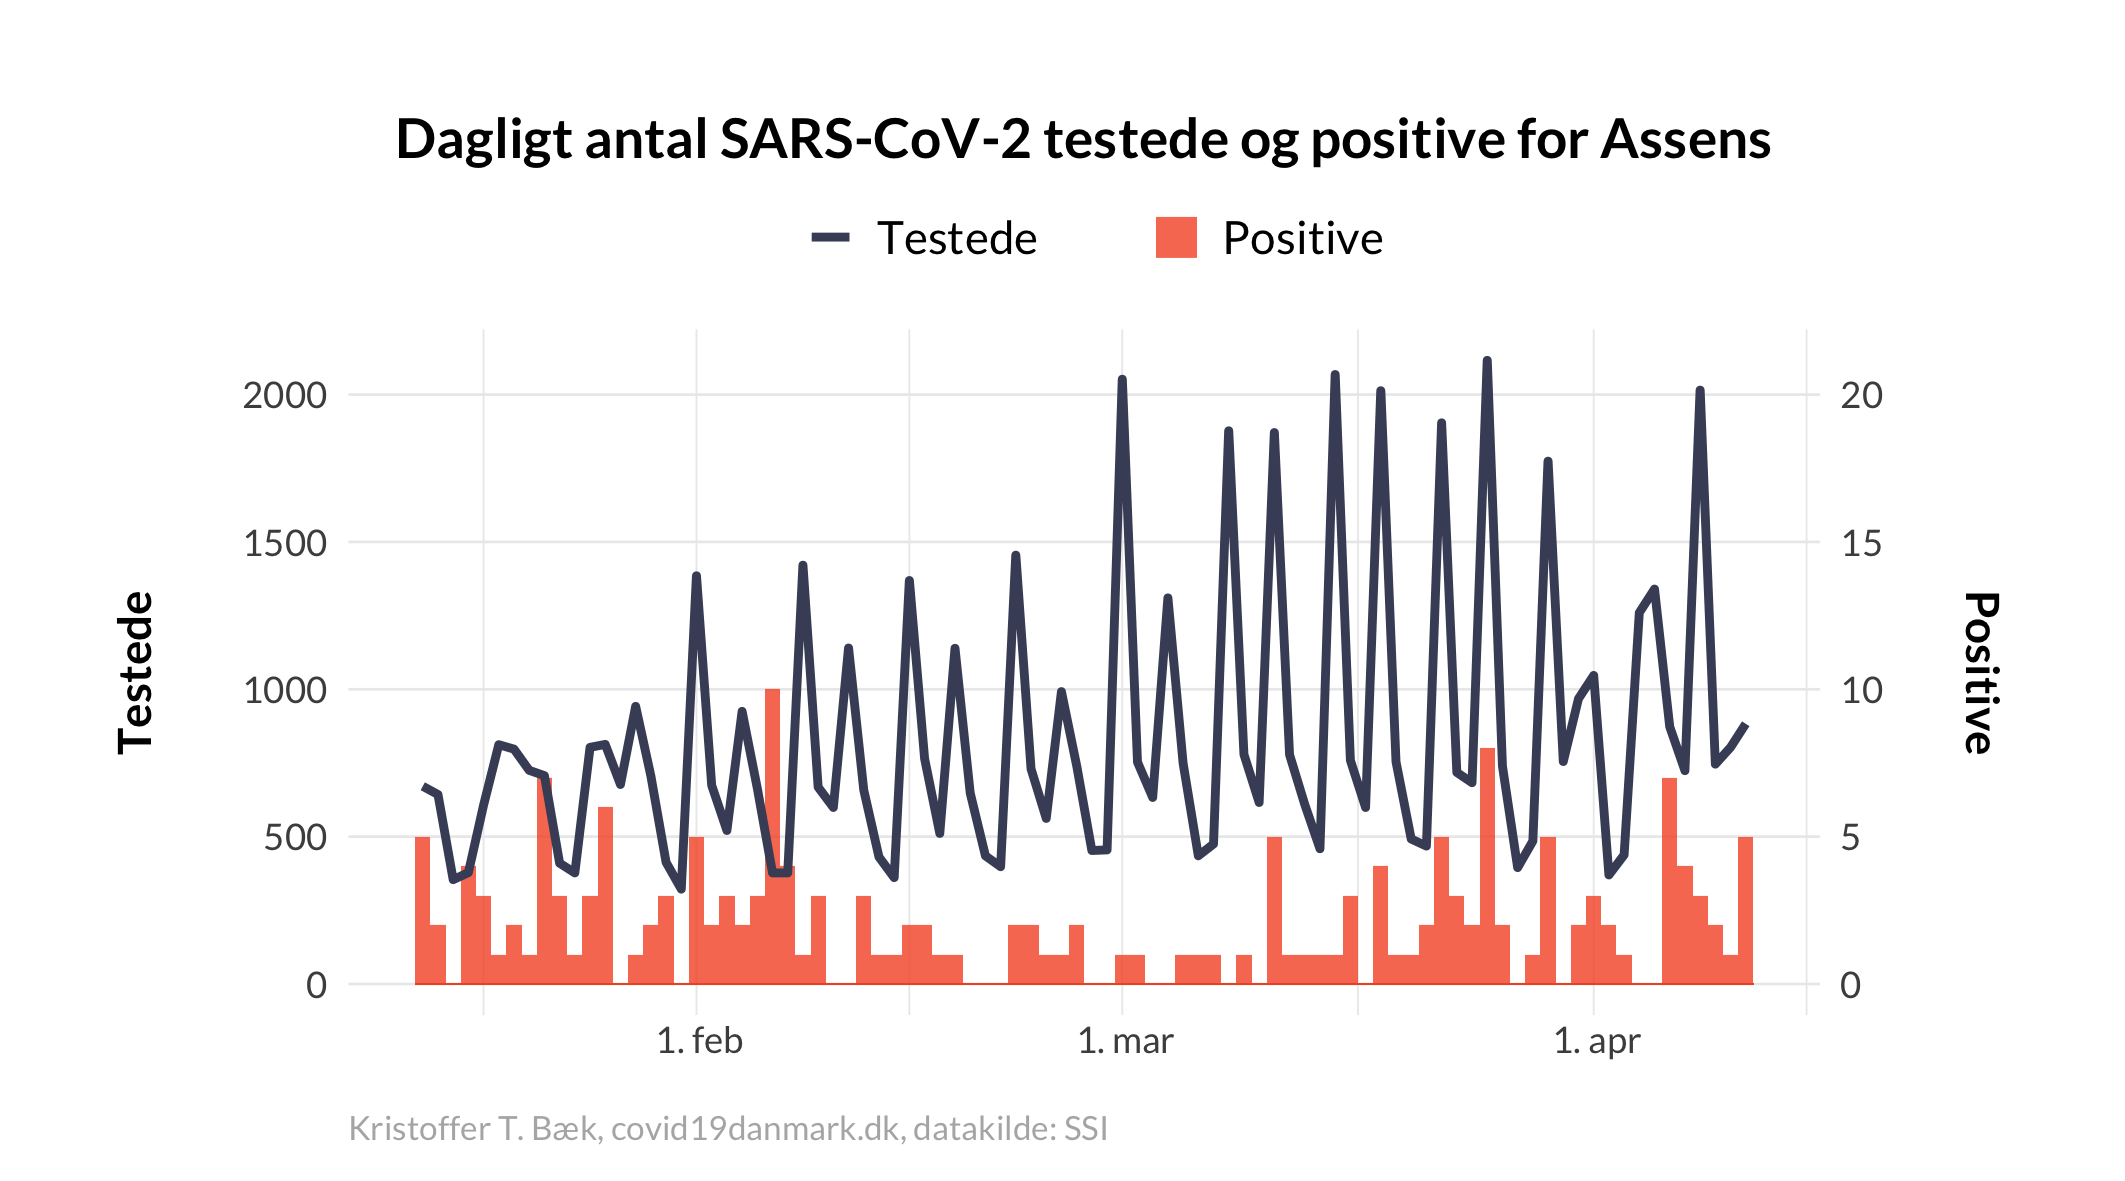 Dagligt antal SARS-CoV-2 testede og positive for Assens
Testede Positive
2000 20
1500 15
1000 10
500 5
0 0
Testede
Positive
1. feb 1. mar 1. apr
Kristoffer T. Bæk, covid19danmark.dk, datakilde: SSI